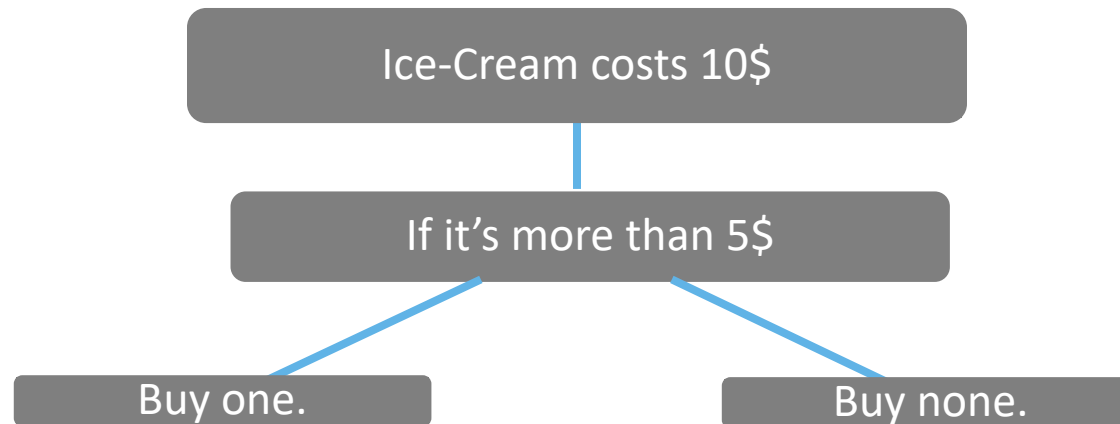 Ice-Cream costs 10$
If it’s more than 5$
Buy one.
Buy none.